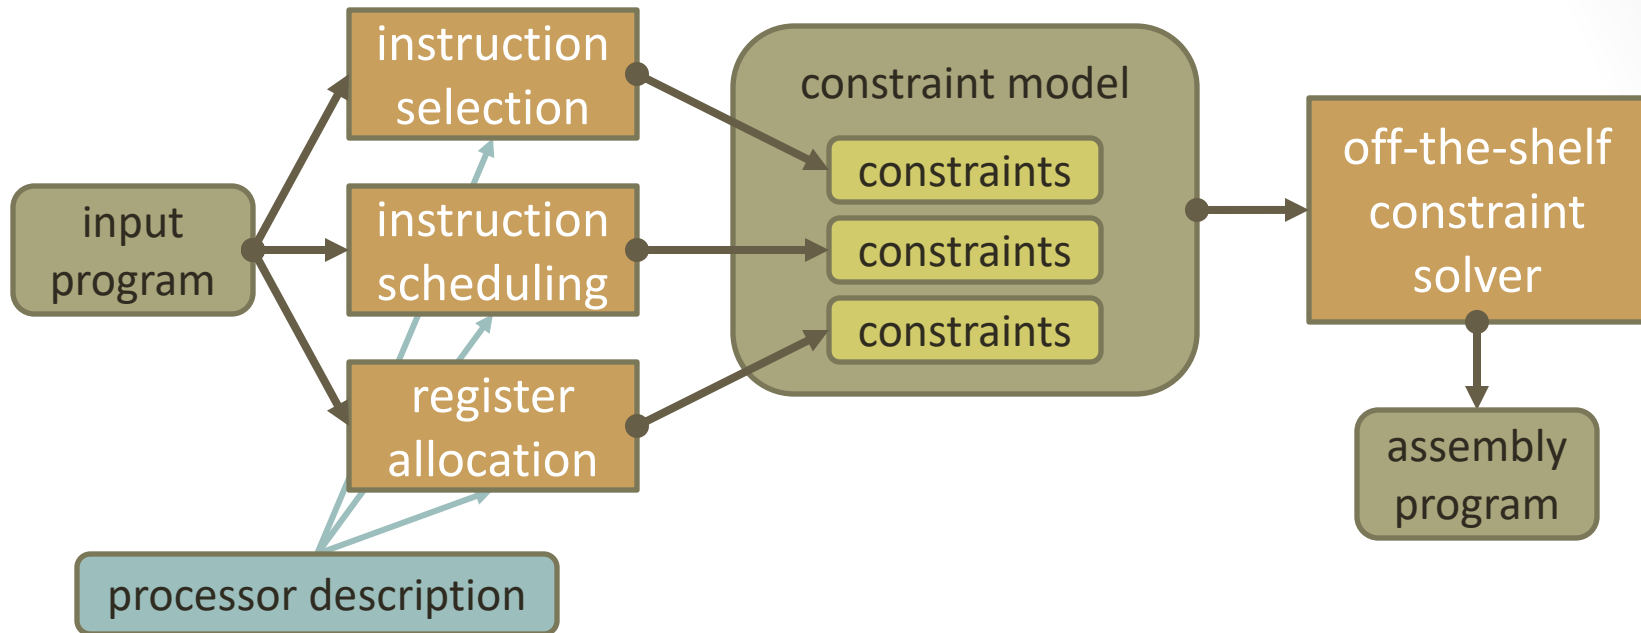 input
program
instruction
selection
instruction
scheduling
register
allocation
processor description
constraint model
constraints
constraints
constraints
off-the-shelf
constraint
solver
assembly
program